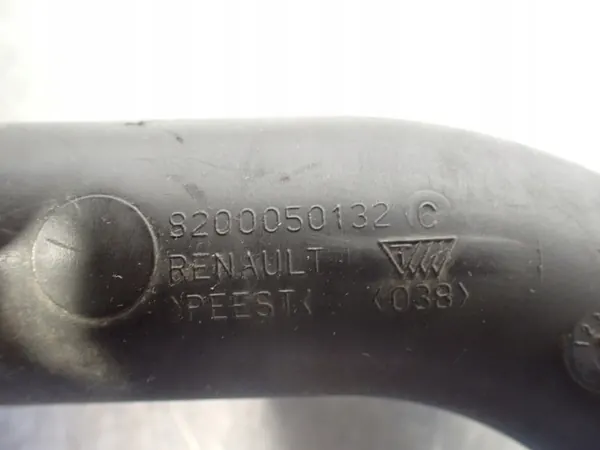 8200050132 C
RENAULT
>PEEST< <038>